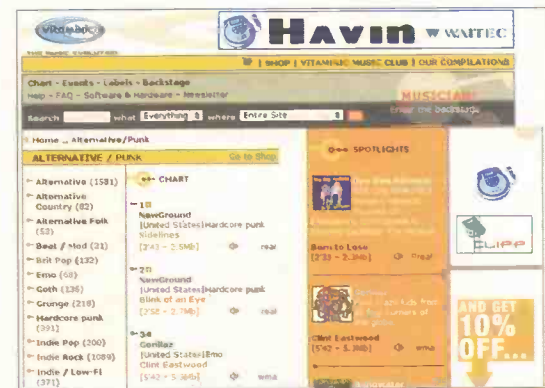 VITAMINIC
THE MUSIC EVOLUTION
HAVIN WAITEC
| SHOP | VITAMINIC MUSIC CLUB | OUR COMPILATIONS
Chart - Events - Labels - Backstage
Help - FAQ - Software & Hardware - Newsletter
MUSICIAN?
Enter the backstage
Search what Everything where Entire Site
Home .. Alternative/Punk
ALTERNATIVE / PUNK Go to Shop
Alternative (1581)
Alternative Country (82)
Alternative Folk (53)
Beat / Mod (21)
Brit Pop (132)
Emo (68)
Goth (136)
Grunge (218)
Hardcore punk (391)
Indie Pop (200)
Indie Rock (1089)
Indie / Low-Fi (371)
CHART
1
NewGround
[United States]Hardcore punk
Sidelines
[2'43 - 2.5Mb] real
2
NewGround
[United States]Hardcore punk
Blink of an Eye
[2'52 - 2.7Mb] real
3
Gorillaz
[United States]Emo
Clint Eastwood
[5'42 - 5.3Mb] wma
SPOTLIGHTS
Born to Lose
[2'33 - 2.3Mb] real
Clint Eastwood
[5'42 - 5.3Mb] wma
CLIPP
AND GET
10%
OFF...